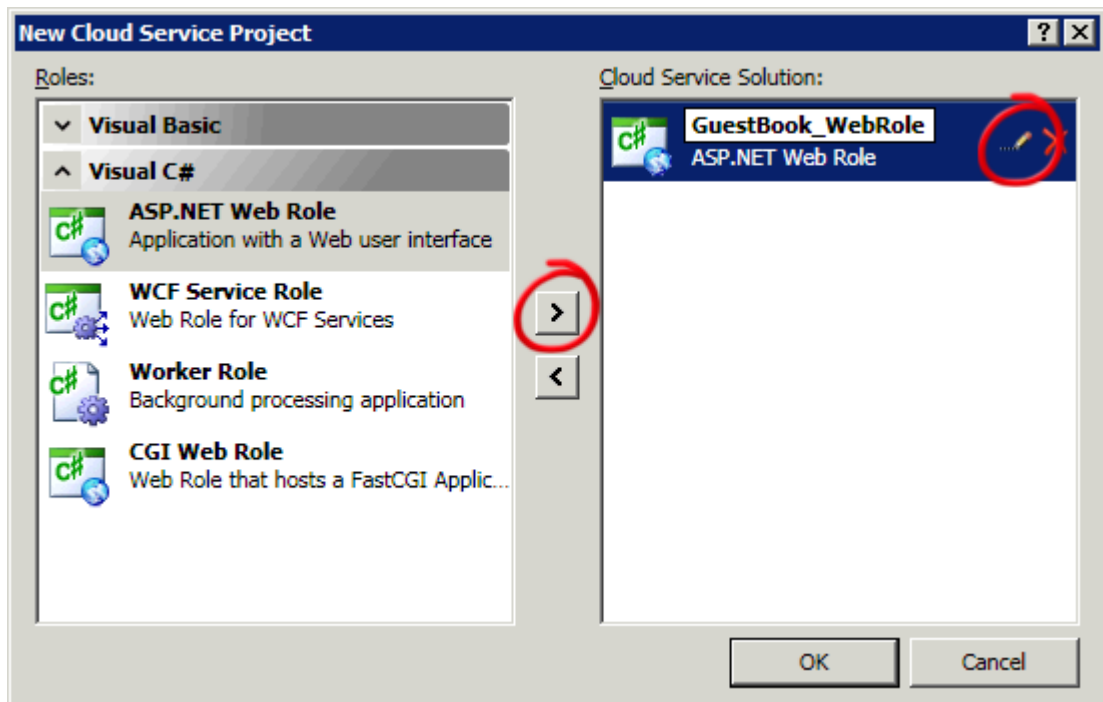 New Cloud Service Project
Roles:
Visual Basic
Visual C#
ASP.NET Web Role
Application with a Web user interface
WCF Service Role
Web Role for WCF Services
Worker Role
Background processing application
CGI Web Role
Web Role that hosts a FastCGI Applic...
Cloud Service Solution:
GuestBook_WebRole
ASP.NET Web Role
OK
Cancel